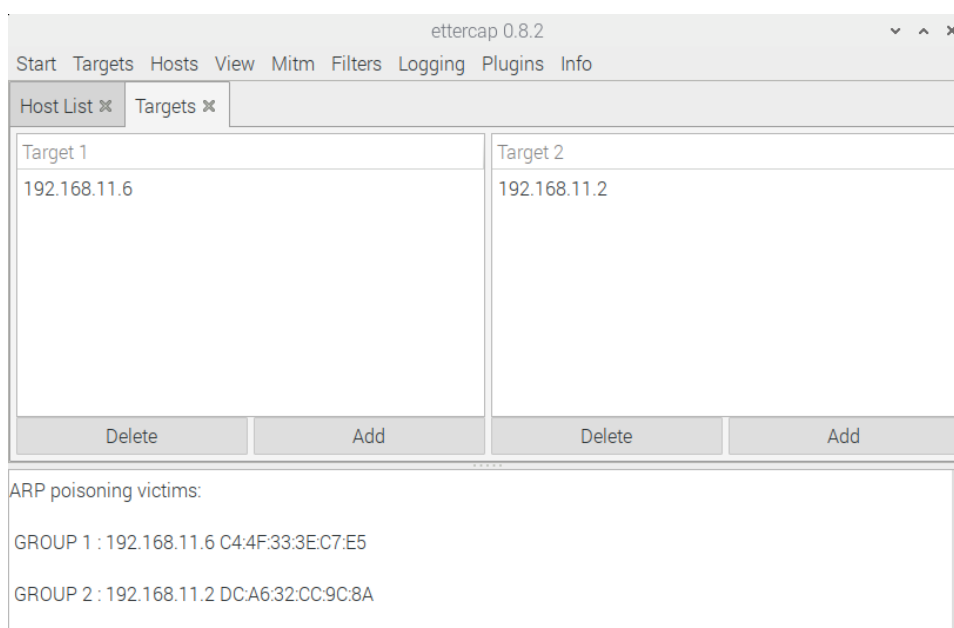 ettercap 0.8.2
Start Targets Hosts View Mitm Filters Logging Plugins Info
Host List Targets
Target 1 Target 2
192.168.11.6 192.168.11.2
Delete Add Delete Add
ARP poisoning victims:
GROUP 1 : 192.168.11.6 C4:4F:33:3E:C7:E5
GROUP 2 : 192.168.11.2 DC:A6:32:CC:9C:8A